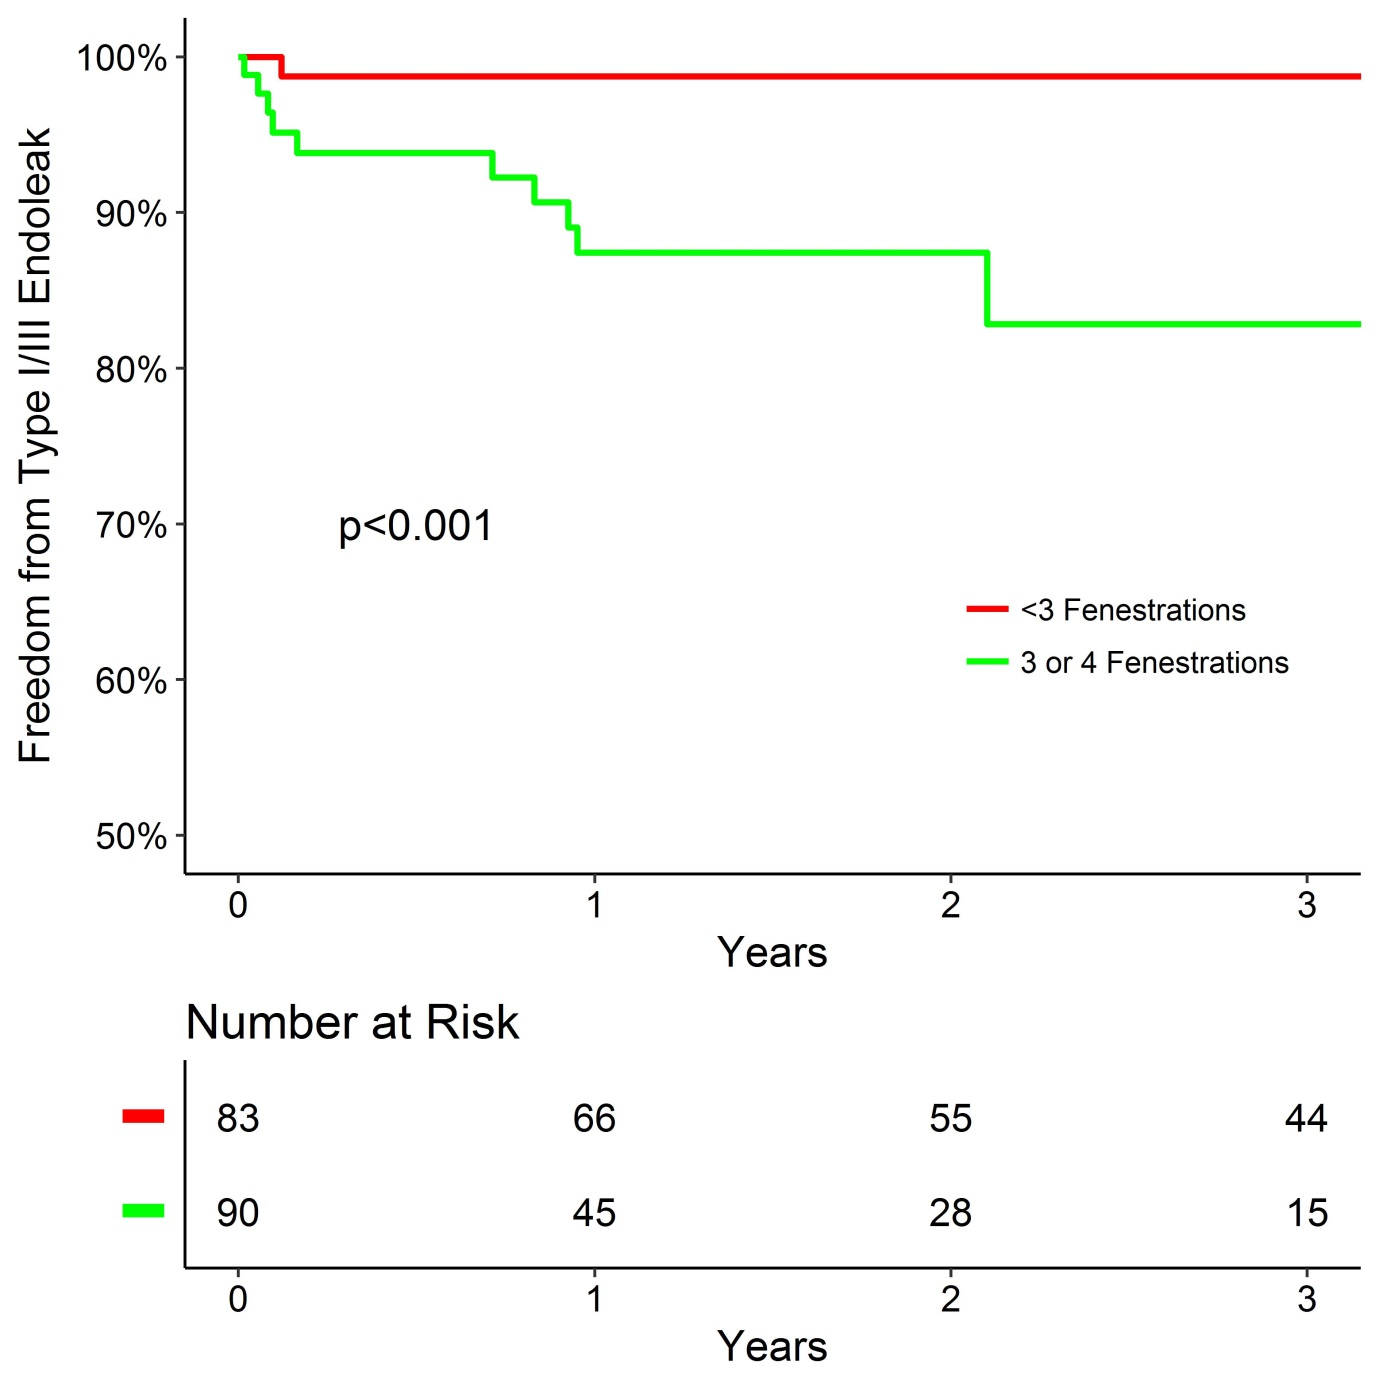 Freedom from Type I/III Endoleak
100%
90%
80%
70%
60%
50%
p<0.001
<3 Fenestrations
3 or 4 Fenestrations
0 1 2 3
Years
Number at Risk
83 66 55 44
90 45 28 15
0 1 2 3
Years